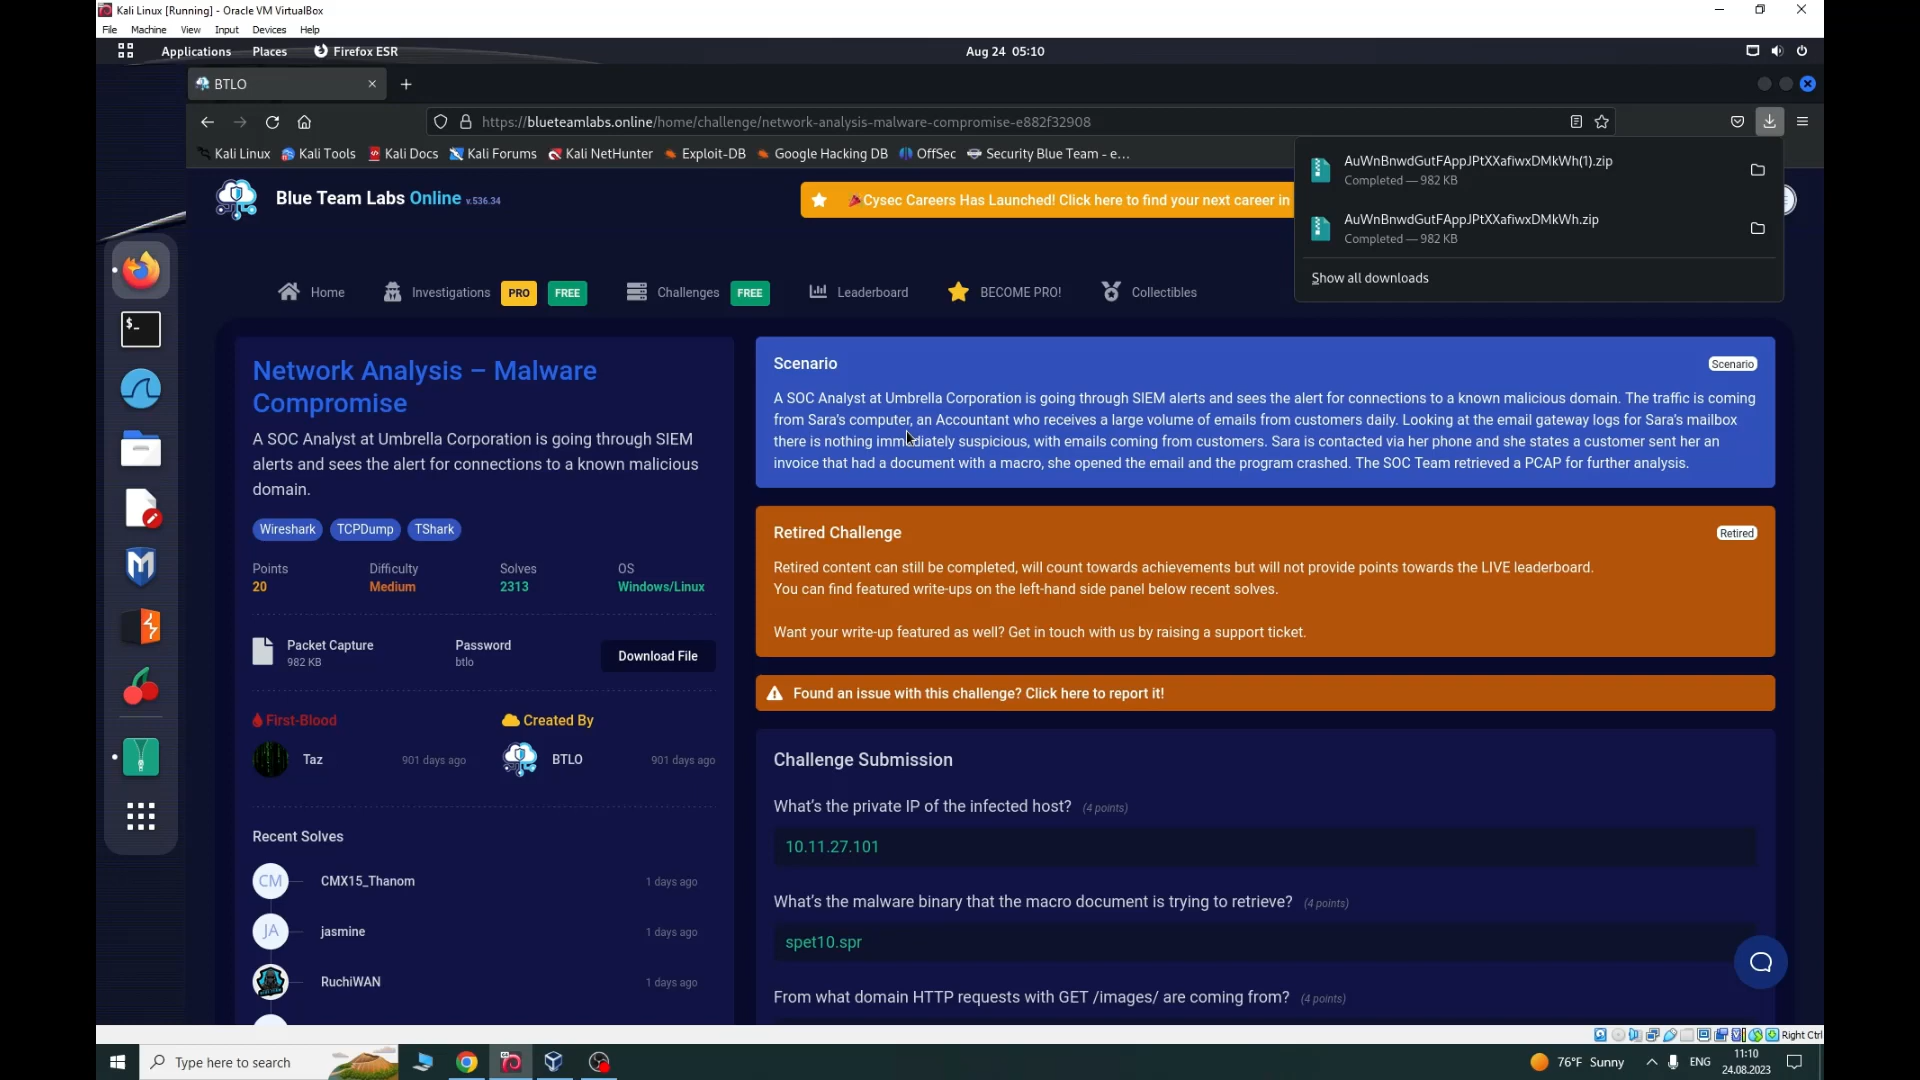 Kali Linux [Running] - Oracle VM VirtualBox
File Machine View Input Devices Help
Applications Places Firefox ESR Aug 24 05:10
BTLO
https://blueteamlabs.online/home/challenge/network-analysis-malware-compromise-e882f32908
Kali Linux Kali Tools Kali Docs Kali Forums Kali NetHunter Exploit-DB Google Hacking DB OffSec Security Blue Team - e…
AuWnBnwdGutFAppJPtXXafiwxDMkWh(1).zip
Completed — 982 KB
AuWnBnwdGutFAppJPtXXafiwxDMkWh.zip
Completed — 982 KB
Show all downloads
Blue Team Labs Online v.536.34
Cysec Careers Has Launched! Click here to find your next career in
Home Investigations PRO FREE Challenges FREE Leaderboard BECOME PRO! Collectibles
Network Analysis – Malware
Compromise
A SOC Analyst at Umbrella Corporation is going through SIEM
alerts and sees the alert for connections to a known malicious
domain.
Wireshark TCPDump TShark
Points Difficulty Solves OS
20 Medium 2313 Windows/Linux
Packet Capture Password
982 KB btlo
Download File
First-Blood Created By
Taz 901 days ago BTLO 901 days ago
Recent Solves
CM CMX15_Thanom 1 days ago
JA jasmine 1 days ago
RuchiWAN 1 days ago
Scenario Scenario
A SOC Analyst at Umbrella Corporation is going through SIEM alerts and sees the alert for connections to a known malicious domain. The traffic is coming
from Sara's computer, an Accountant who receives a large volume of emails from customers daily. Looking at the email gateway logs for Sara's mailbox
there is nothing immediately suspicious, with emails coming from customers. Sara is contacted via her phone and she states a customer sent her an
invoice that had a document with a macro, she opened the email and the program crashed. The SOC Team retrieved a PCAP for further analysis.
Retired Challenge Retired
Retired content can still be completed, will count towards achievements but will not provide points towards the LIVE leaderboard.
You can find featured write-ups on the left-hand side panel below recent solves.
Want your write-up featured as well? Get in touch with us by raising a support ticket.
Found an issue with this challenge? Click here to report it!
Challenge Submission
What's the private IP of the infected host? (4 points)
10.11.27.101
What's the malware binary that the macro document is trying to retrieve? (4 points)
spet10.spr
From what domain HTTP requests with GET /images/ are coming from? (4 points)
Right Ctrl
Type here to search
76°F Sunny ENG 11:10
24.08.2023